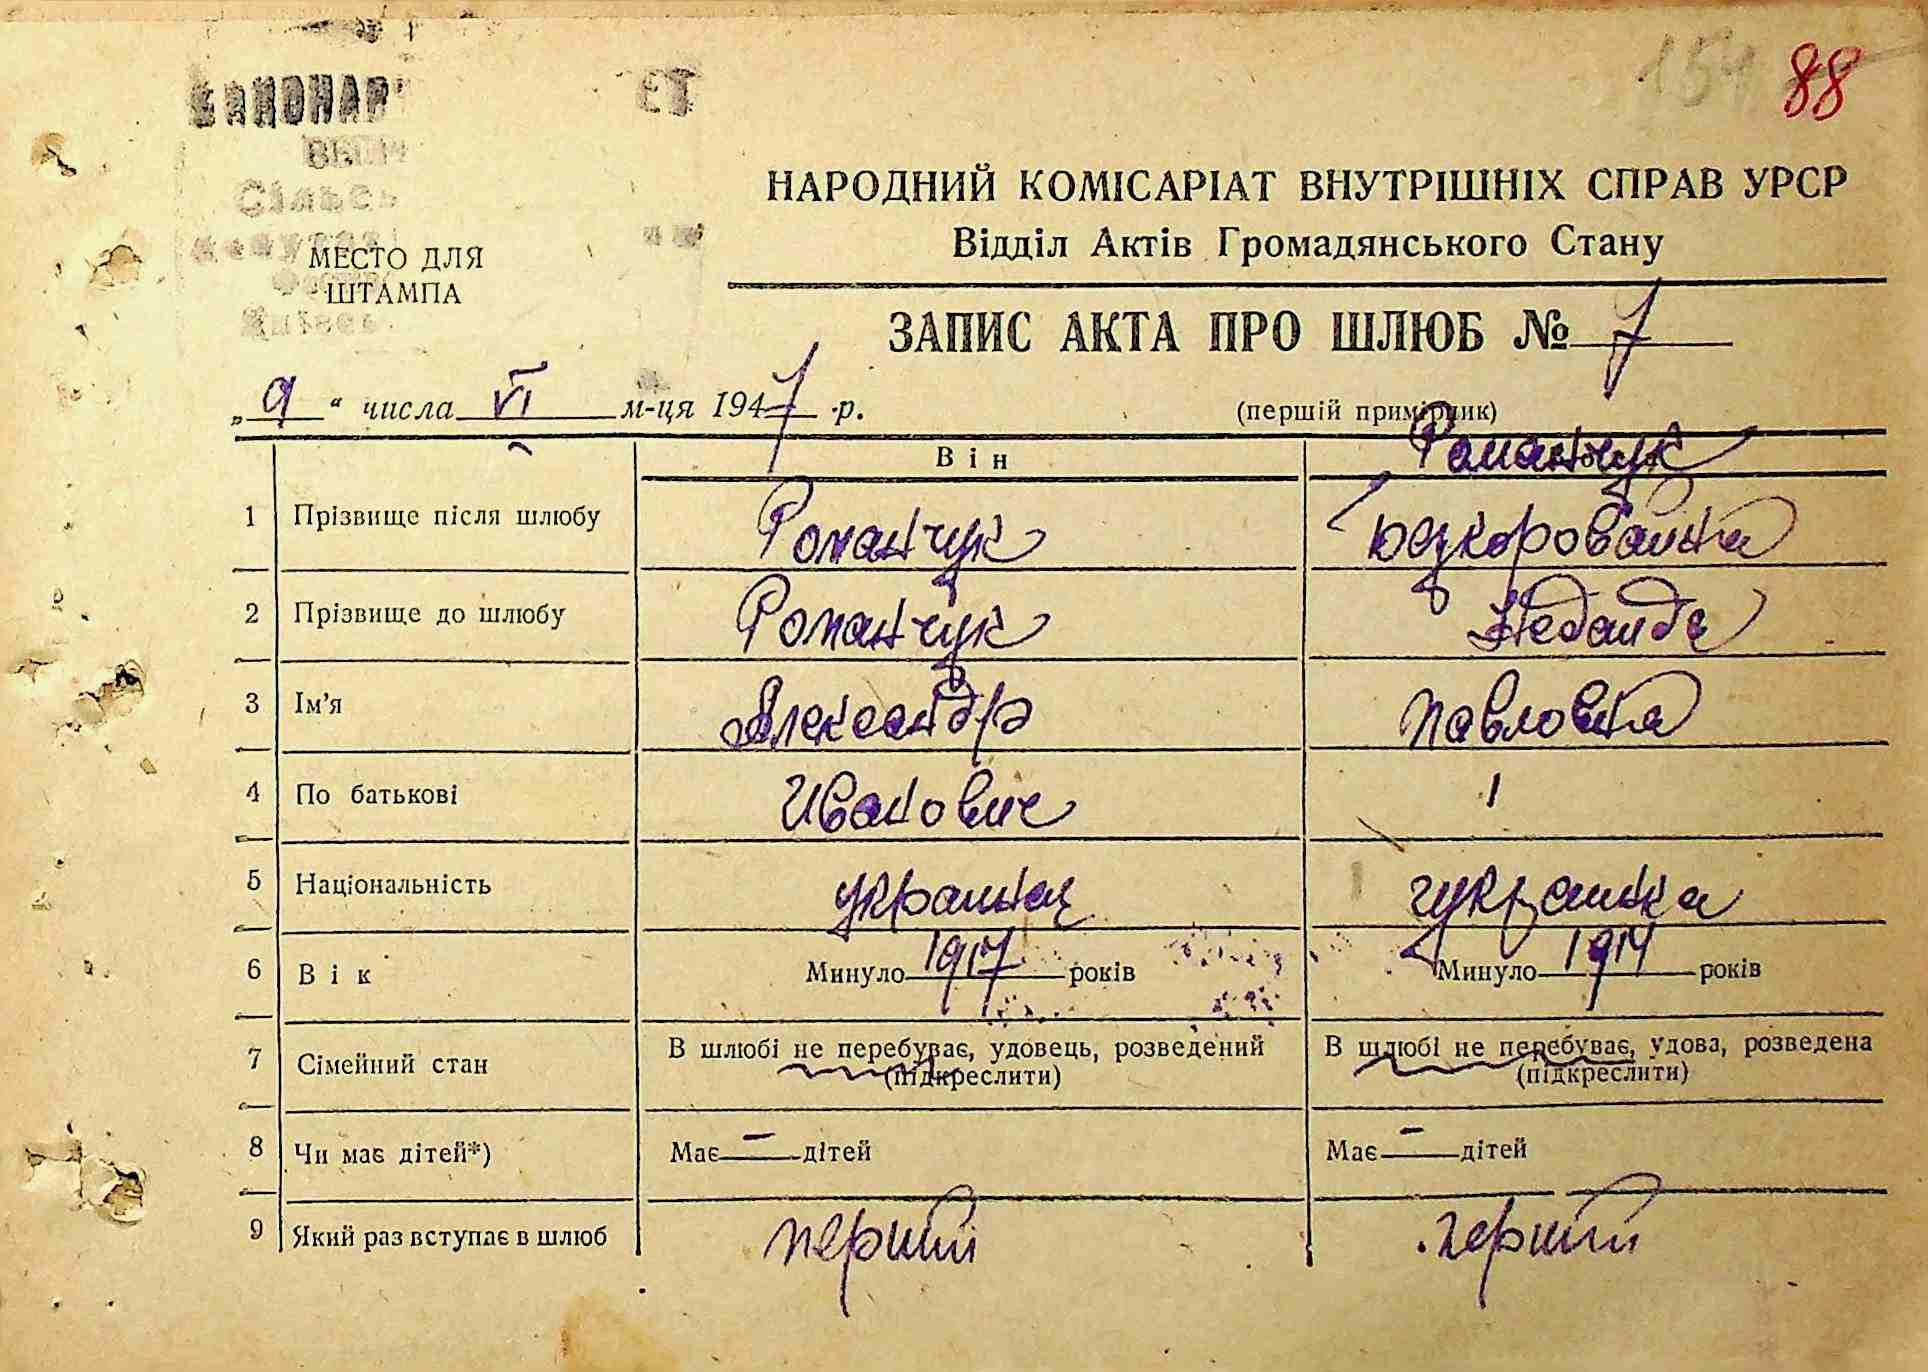 154 88
НАРОДНИЙ КОМІСАРІАТ ВНУТРІШНІХ СПРАВ УРСР
Відділ Актів Громадянського Стану
МЕСТО ДЛЯ
ШТАМПА
ЗАПИС АКТА ПРО ШЛЮБ № 7
„9“ числа VI м-ця 1947 р.
(першій примірник)
Він Романчук
1 Прізвище після шлюбу Романчук Безкоровайна
2 Прізвище до шлюбу Романчук
3 Ім'я Александр Павловна
4 По батькові Иванович
5 Національність украинец украинка
6 Вік Минуло 1917 років Минуло 1914 років
7 Сімейний стан В шлюбі не перебуває, удовець, розведений (підкреслити) В шлюбі не перебуває, удова, розведена (підкреслити)
8 Чи має дітей*) Має — дітей Має — дітей
9 Який раз вступає в шлюб перший перший